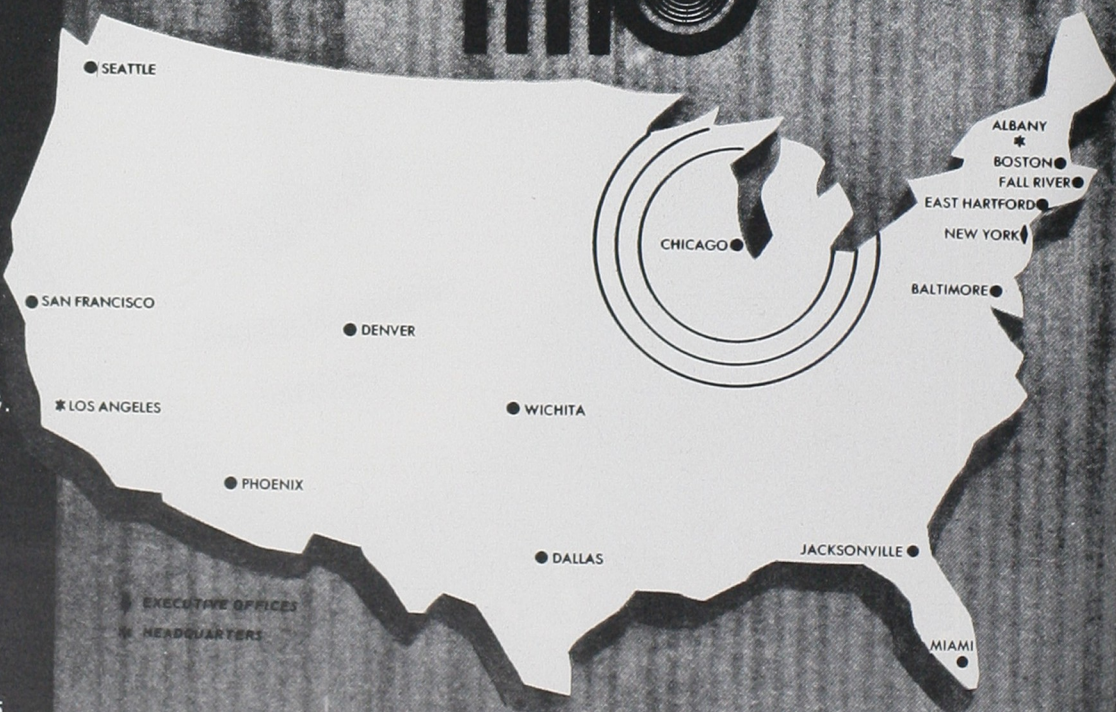 SEATTLE
ALBANY
BOSTON
FALL RIVER
EAST HARTFORD
NEW YORK
CHICAGO
BALTIMORE
SAN FRANCISCO
DENVER
LOS ANGELES
WICHITA
PHOENIX
JACKSONVILLE
DALLAS
EXECUTIVE OFFICES
HEADQUARTERS
MIAMI